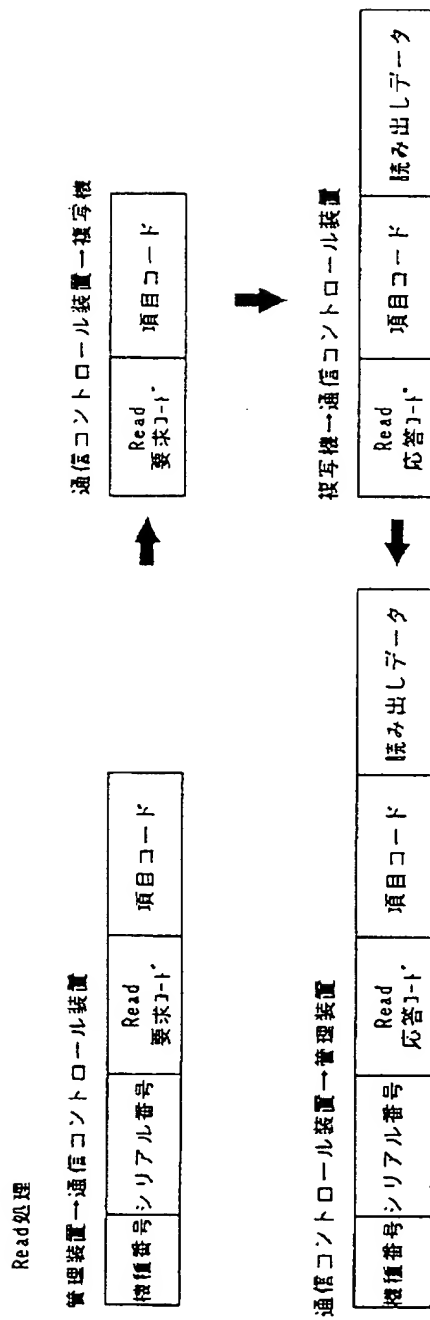 Read処理
管理装置→通信コントロール装置
機種番号 シリアル番号 Read 要求コード 項目コード
通信コントロール装置→複写機
Read 要求コード 項目コード
複写機→通信コントロール装置
Read 応答コード 項目コード 読み出しデータ
通信コントロール装置→管理装置
機種番号 シリアル番号 Read 応答コード 項目コード 読み出しデータ